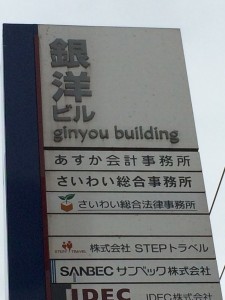 銀洋
ビル
ginyou building
あすか会計事務所
さいわい総合事務所
さいわい総合法律事務所
STEP TRAVEL 株式会社 STEPトラベル
SANBEC サンベック株式会社
IDEC IDEC株式会社